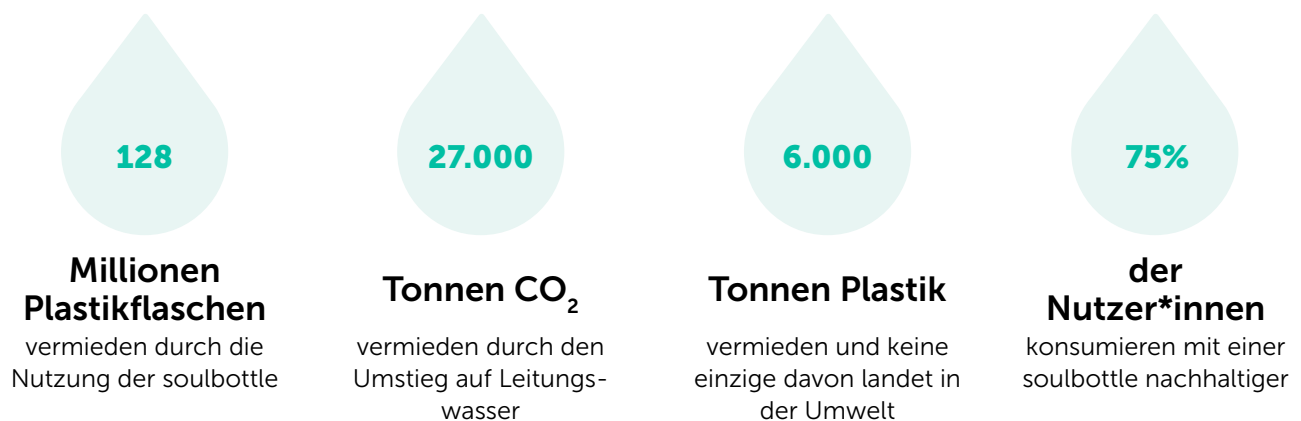 128
Millionen
Plastikflaschen
vermieden durch die
Nutzung der soulbottle
27.000
Tonnen CO₂
vermieden durch den
Umstieg auf Leitungs-
wasser
6.000
Tonnen Plastik
vermieden und keine
einzige davon landet in
der Umwelt
75%
der
Nutzer*innen
konsumieren mit einer
soulbottle nachhaltiger